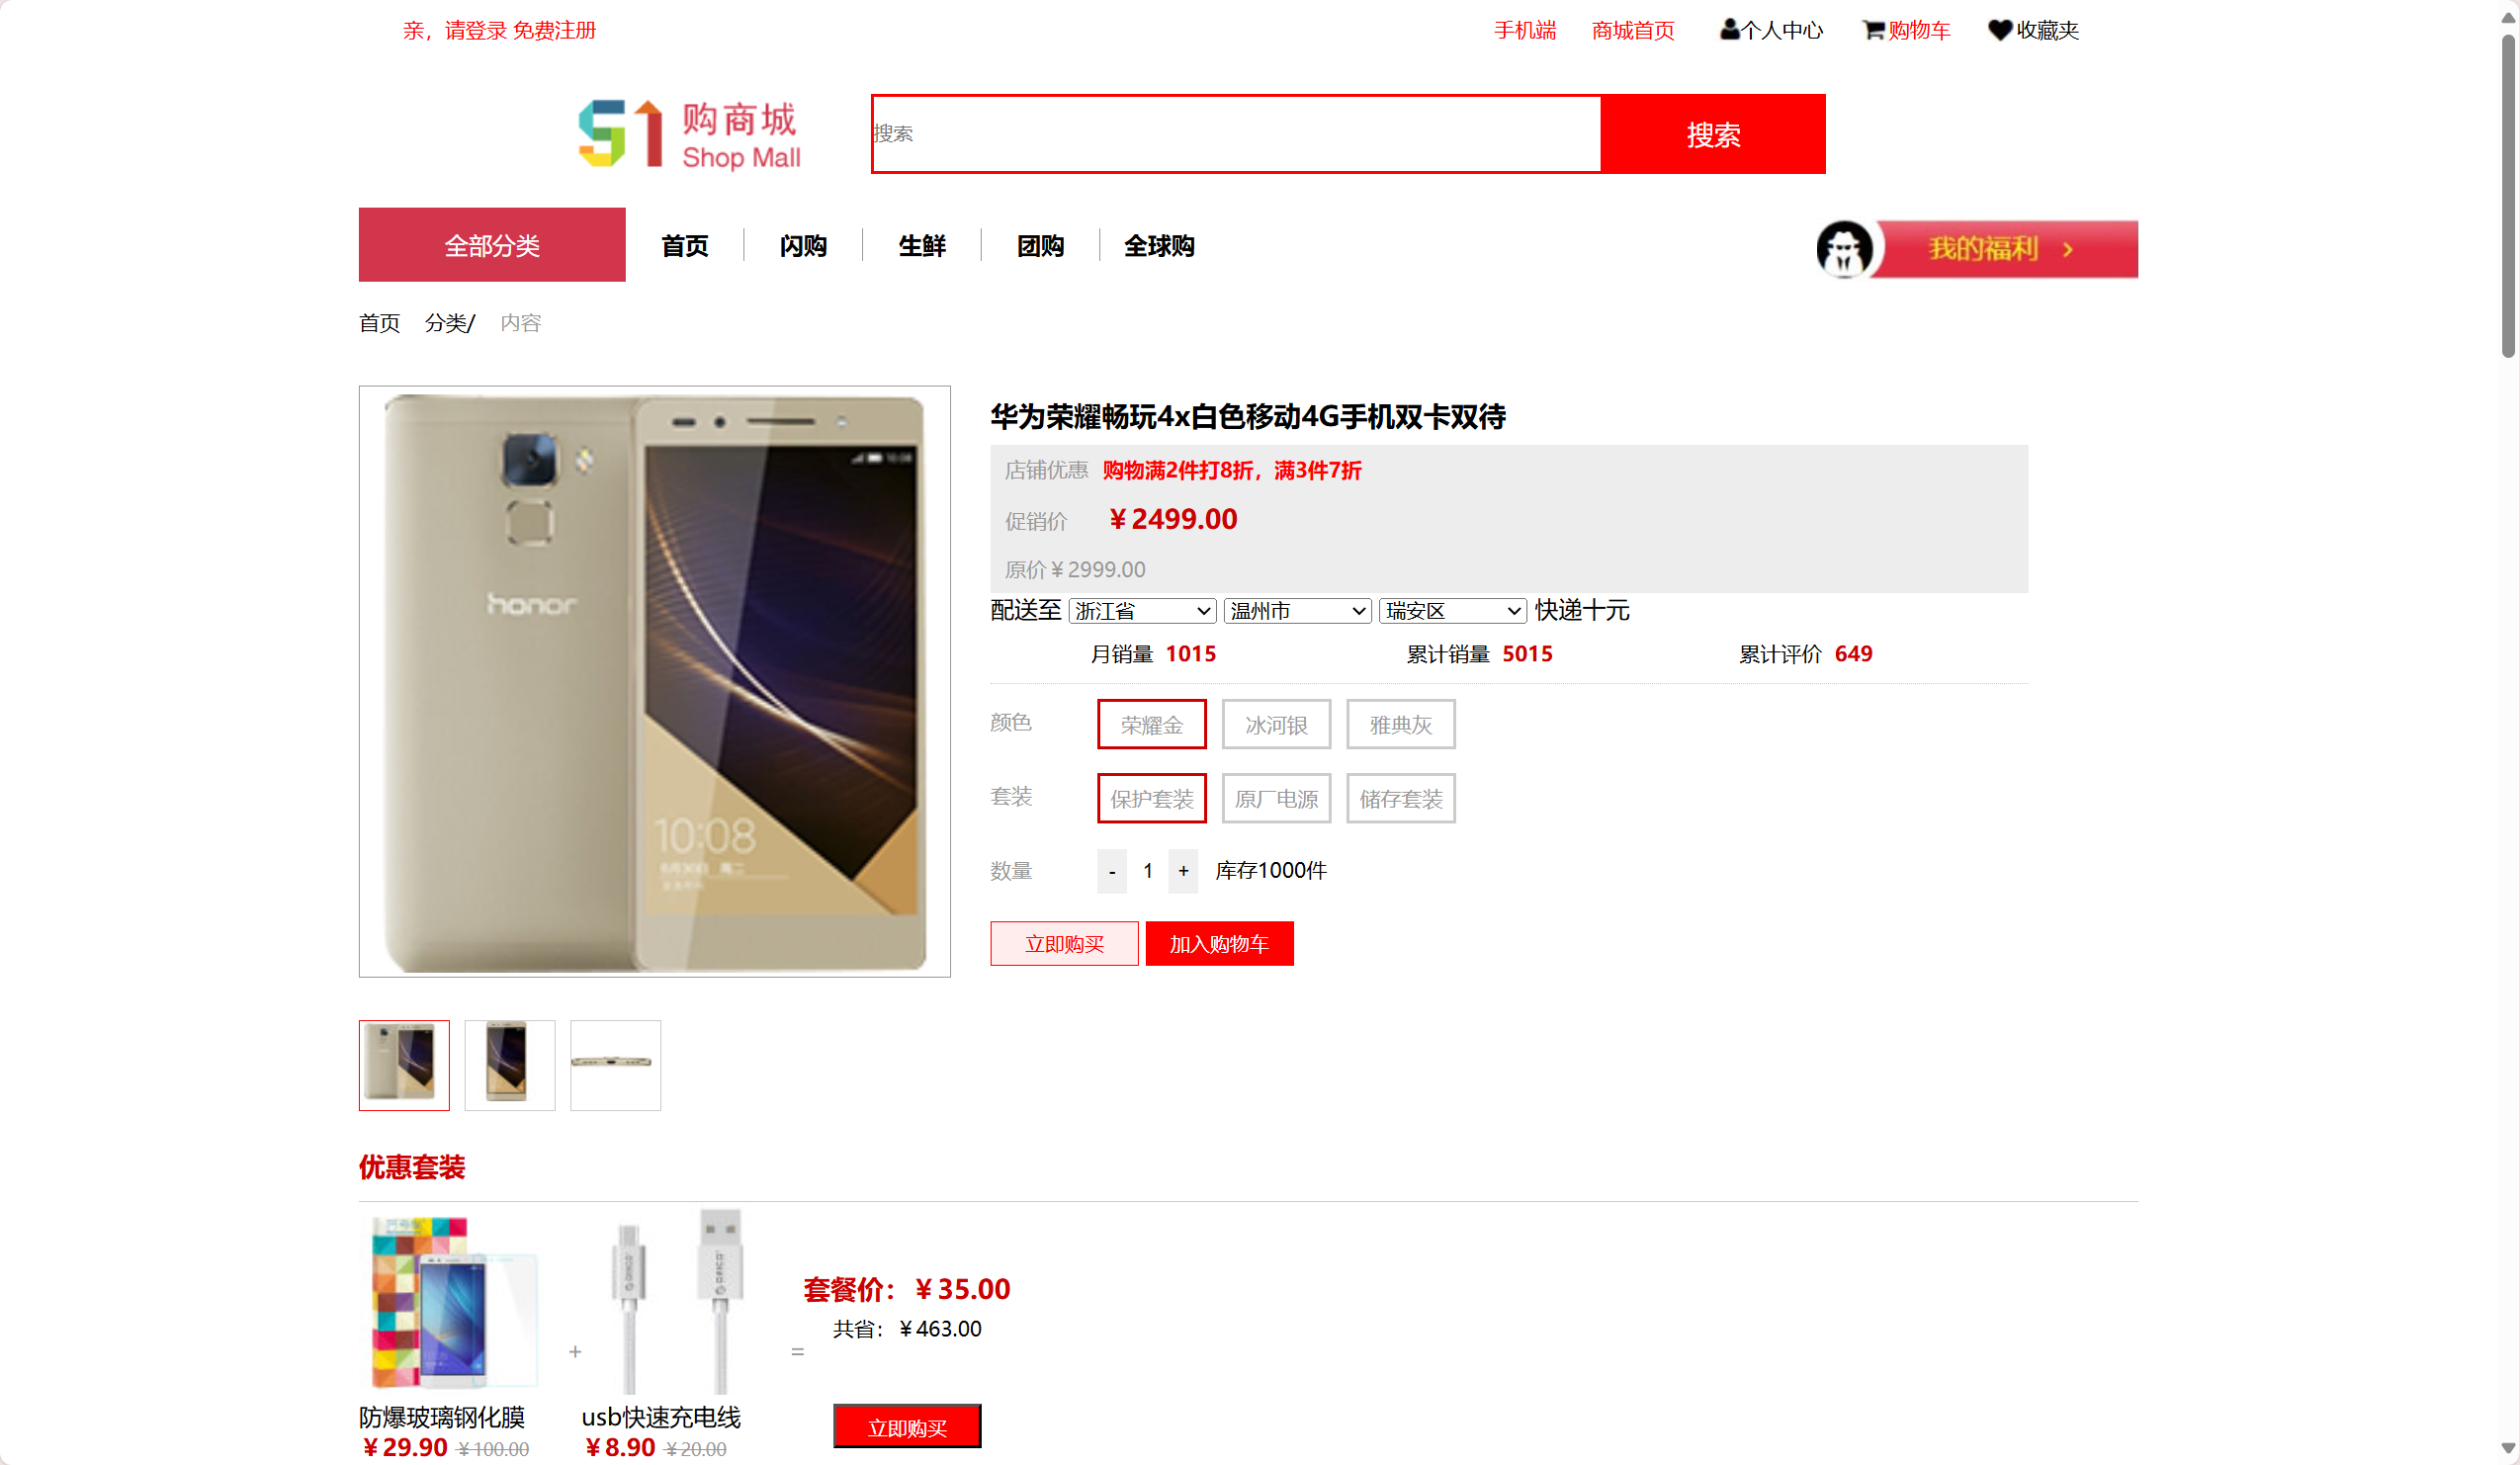 亲，请登录 免费注册
手机端 商城首页 个人中心 购物车 收藏夹
S1 购商城
Shop Mall
搜索 搜索
全部分类 首页 闪购 生鲜 团购 全球购 我的福利 >
首页 分类/ 内容
华为荣耀畅玩4x白色移动4G手机双卡双待
店铺优惠 购物满2件打8折，满3件7折
促销价 ¥2499.00
原价¥2999.00
配送至 浙江省 温州市 瑞安区 快递十元
月销量 1015 累计销量 5015 累计评价 649
颜色 荣耀金 冰河银 雅典灰
套装 保护套装 原厂电源 储存套装
数量 - 1 + 库存1000件
立即购买 加入购物车
honor
10:08
优惠套装
ORICO ORICO
套餐价：¥35.00
共省：¥463.00
+ =
防爆玻璃钢化膜 usb快速充电线 立即购买
¥29.90 ¥100.00 ¥8.90 ¥20.00